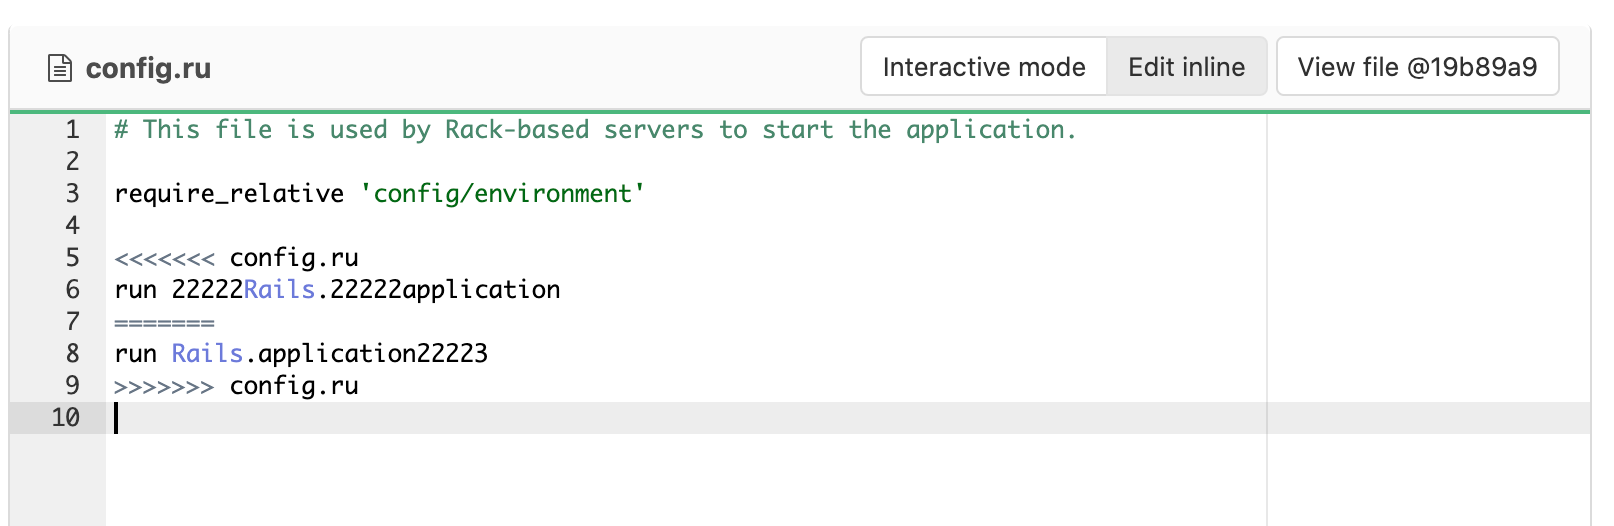 config.ru
Interactive mode
Edit inline
View file @19b89a9
1 # This file is used by Rack-based servers to start the application.
2
3 require_relative 'config/environment'
4
5 <<<<<<< config.ru
6 run 22222Rails.22222application
7 =======
8 run Rails.application22223
9 >>>>>>> config.ru
10